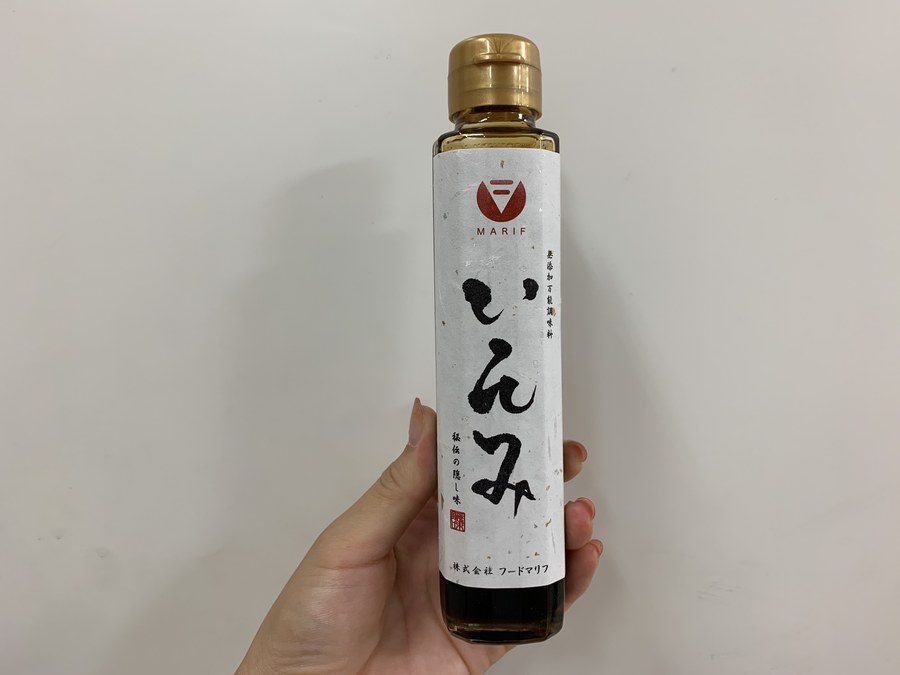 MARIF
無添加万能調味料
いえみ
秘伝の隠し味
株式会社 フードマリフ